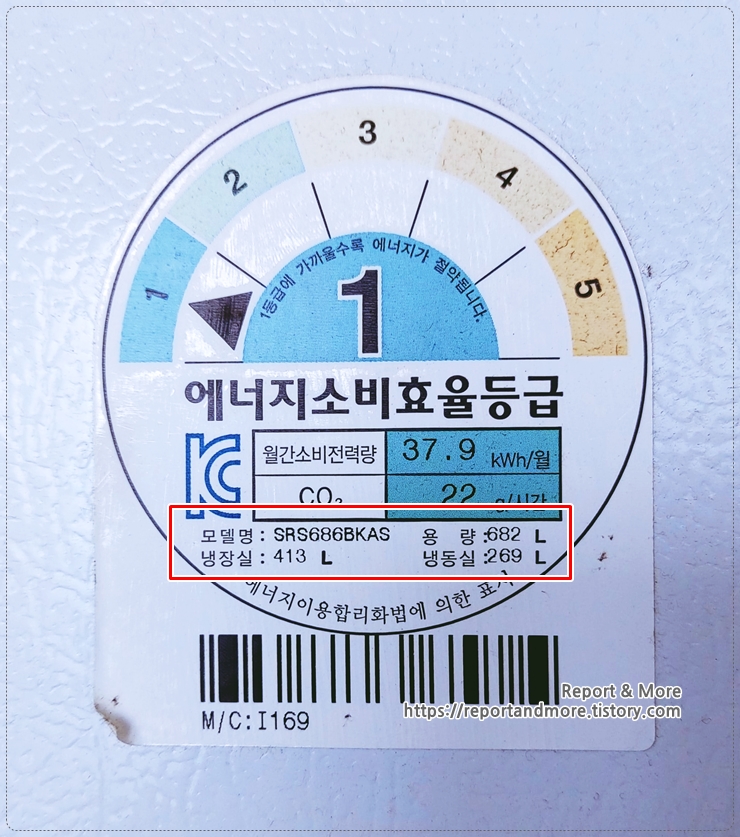 1
2
3
4
5
1등급에 가까울수록 에너지가 절약됩니다.
1
에너지소비효율등급
월간소비전력량 37.9 kWh/월
CO₂ 22 g/시간
모델명 : SRS686BKAS 용 량 :682 L
냉장실 : 413 L 냉동실 :269 L
에너지이용합리화법에 의한 표시
M/C:I169
Report & More
https://reportandmore.tistory.com